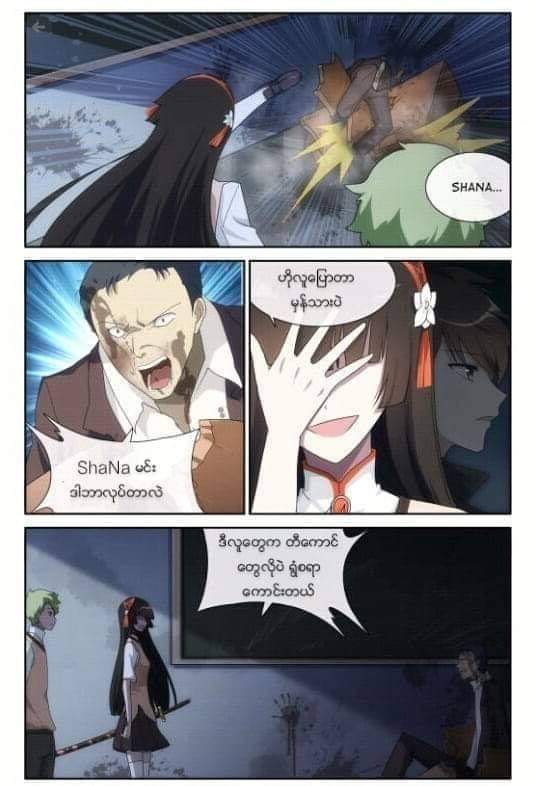 SHANA...
ShaNa မင်း
ဒါဘာလုပ်တာလဲ
ဟိုလူပြောတာ
မှန်သားပဲ
ဒီလူတွေက တီကောင်
တွေလိုပဲ ရွံစရာ
ကောင်းတယ်